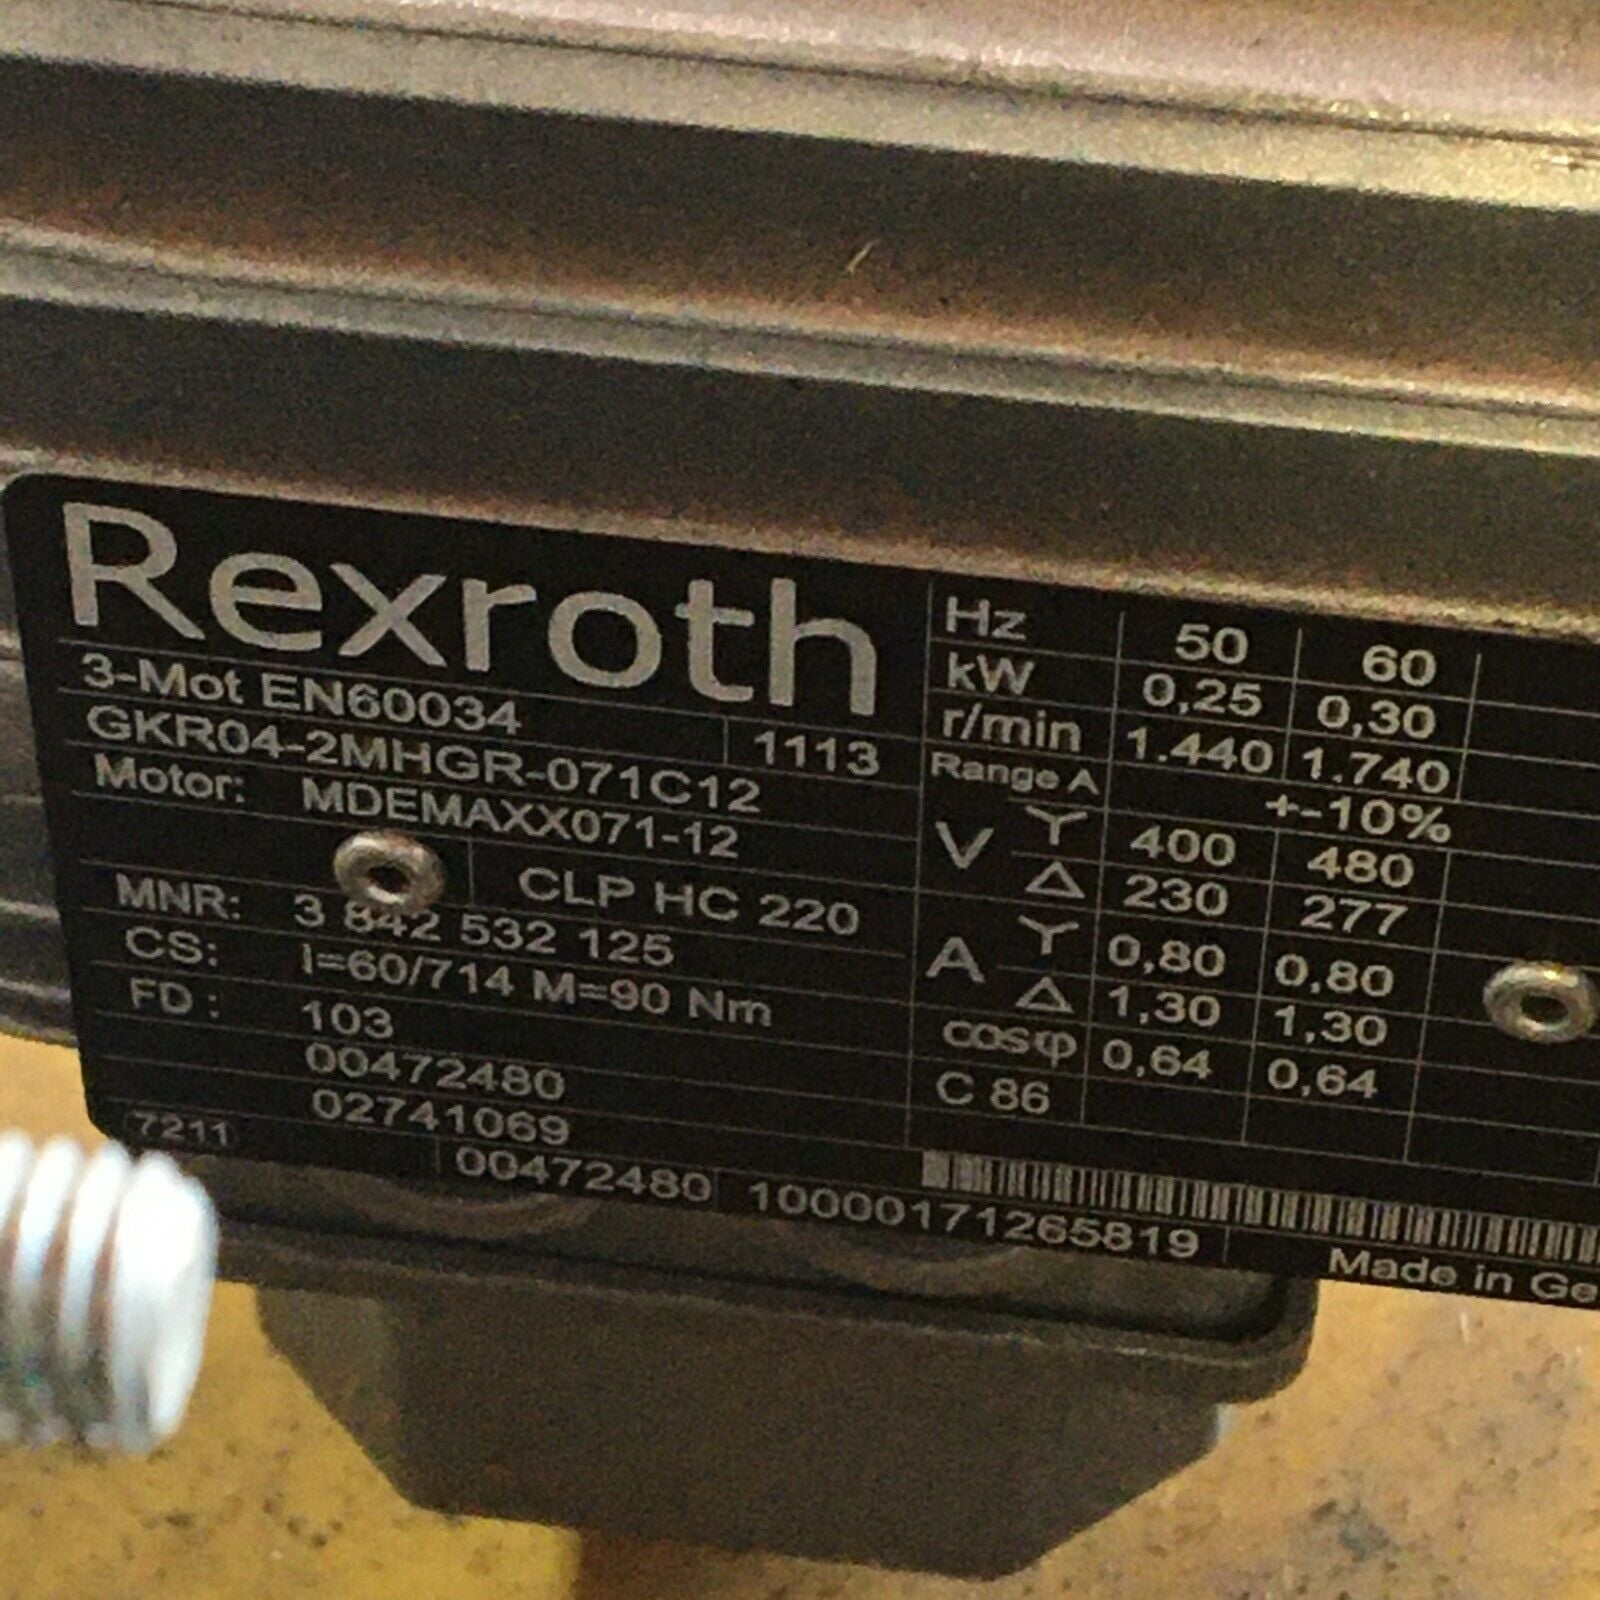 Rexroth
3-Mot EN60034
GKR04-2MHGR-071C12 1113
Motor: MDEMAXX071-12
CLP HC 220
MNR: 3 842 532 125
CS: i=60/714 M=90 Nm
FD : 103
00472480
02741069
7211 00472480 10000171265819
Made in Ge
Hz 50 60
kW 0,25 0,30
r/min 1.440 1.740
Range A +-10%
V Y 400 480
Δ 230 277
A Y 0,80 0,80
Δ 1,30 1,30
cosφ 0,64 0,64
C 86